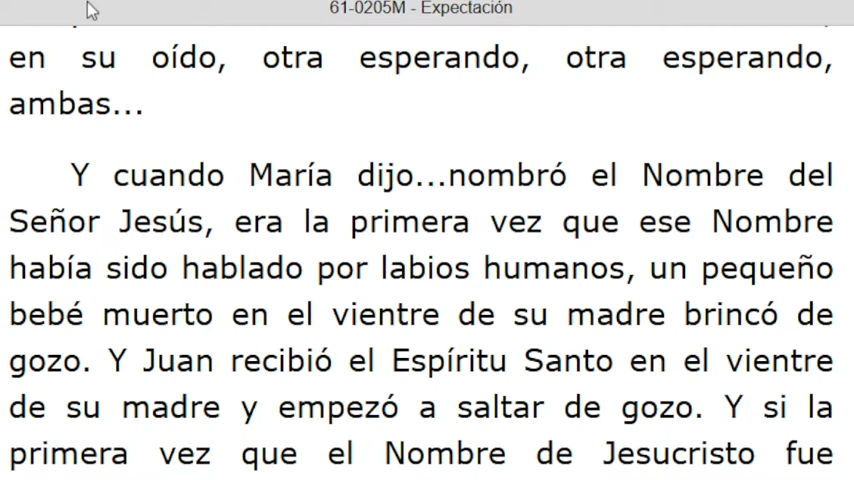 61-0205M - Expectación
en su oído, otra esperando, otra esperando,
ambas...
Y cuando María dijo...nombró el Nombre del
Señor Jesús, era la primera vez que ese Nombre
había sido hablado por labios humanos, un pequeño
bebé muerto en el vientre de su madre brincó de
gozo. Y Juan recibió el Espíritu Santo en el vientre
de su madre y empezó a saltar de gozo. Y si la
primera vez que el Nombre de Jesucristo fue